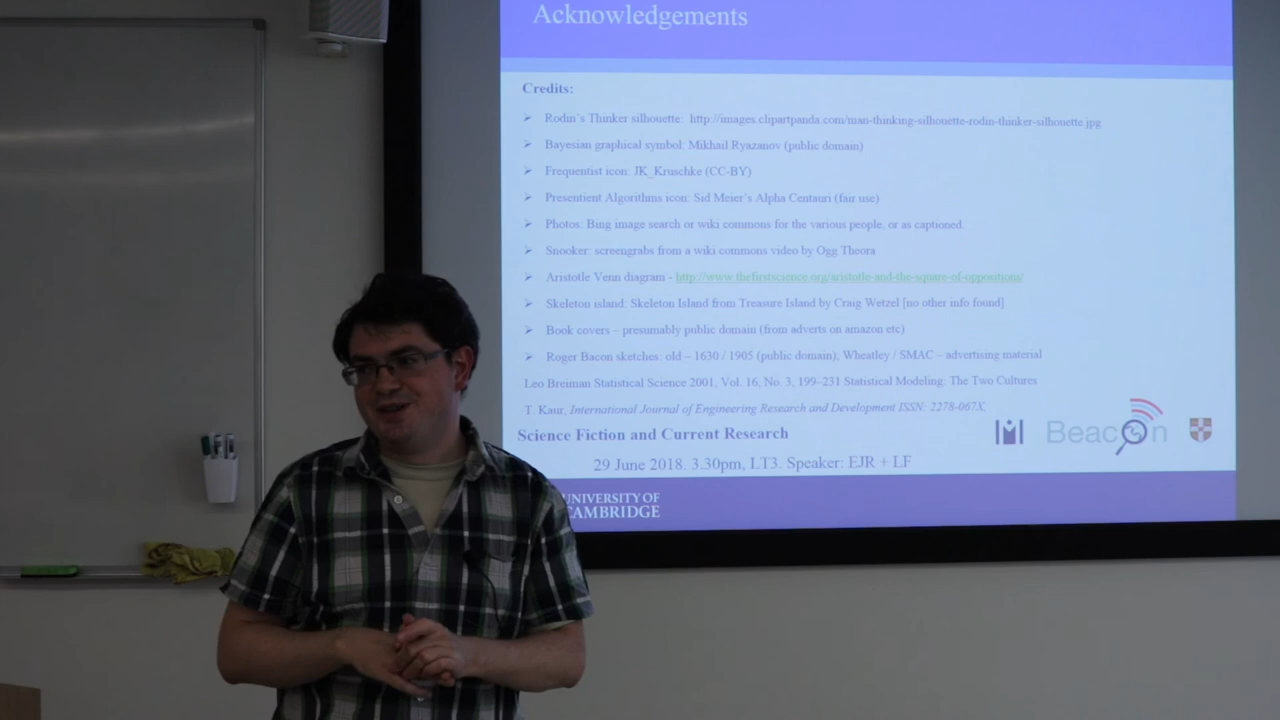 Acknowledgements
Credits:
➢ Rodin's Thinker silhouette: http://images.clipartpanda.com/man-thinking-silhouette-rodin-thinker-silhouette.jpg
➢ Bayesian graphical symbol: Mikhail Ryazanov (public domain)
➢ Frequentist icon: JK_Kruschke (CC-BY)
➢ Presentient Algorithms icon: Sid Meier's Alpha Centauri (fair use)
➢ Photos: Bing image search or wiki commons for the various people, or as captioned.
➢ Snooker: screengrabs from a wiki commons video by Ogg Theora
➢ Aristotle Venn diagram - http://www.thefirstscience.org/aristotle-and-the-square-of-oppositions/
➢ Skeleton island: Skeleton Island from Treasure Island by Craig Wetzel [no other info found]
➢ Book covers – presumably public domain (from adverts on amazon etc)
➢ Roger Bacon sketches: old – 1630 / 1905 (public domain); Wheatley / SMAC – advertising material
Leo Breiman Statistical Science 2001, Vol. 16, No. 3, 199–231 Statistical Modeling: The Two Cultures
T. Kaur, International Journal of Engineering Research and Development ISSN: 2278-067X,
Science Fiction and Current Research
Beacon
29 June 2018. 3.30pm, LT3. Speaker: EJR + LF
UNIVERSITY OF
CAMBRIDGE